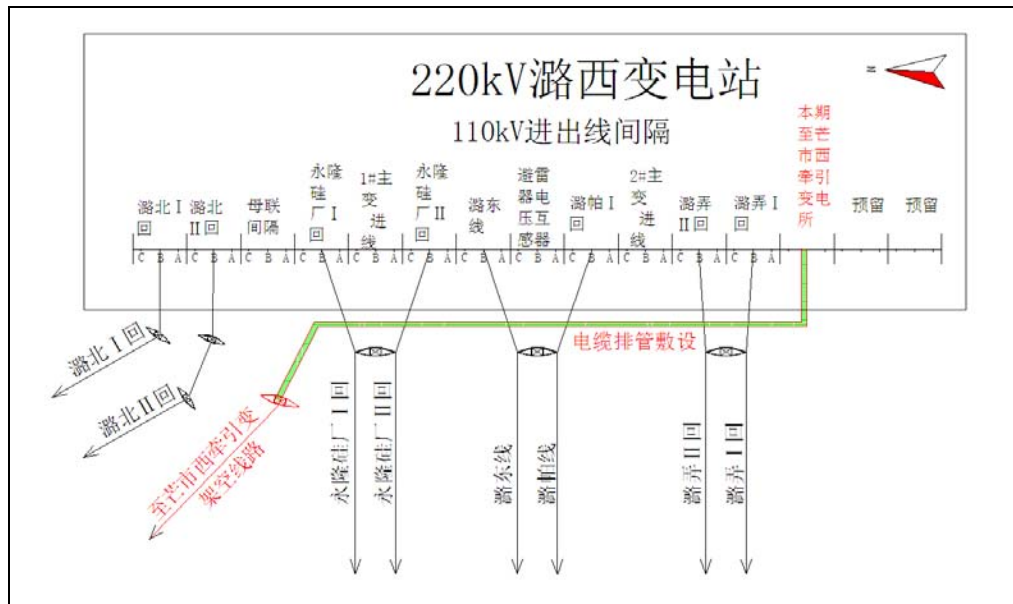 220kV潞西变电站
N
110kV进出线间隔
潞北Ⅰ
回
潞北
Ⅱ回
母联
间隔
永隆
硅厂Ⅰ
回
1#主
变
进
线
永隆
硅
厂Ⅱ
回
潞东
线
避雷
器电
压互
感器
潞帕Ⅰ
回
2#主
变
进
线
潞弄
Ⅱ回
潞弄Ⅰ
回
本期
至芒
市西
牵引
变电
所
预留
预留
C B A
C B A
C B A
C B A
C B A
C B A
C B A
C B A
C B A
C B A
C B A
C B A
电缆排管敷设
潞北Ⅰ回
潞北Ⅱ回
至芒市西牵引变
架空线路
永隆硅厂Ⅰ回
永隆硅厂Ⅱ回
潞东线
潞帕线
潞弄Ⅱ回
潞弄Ⅰ回